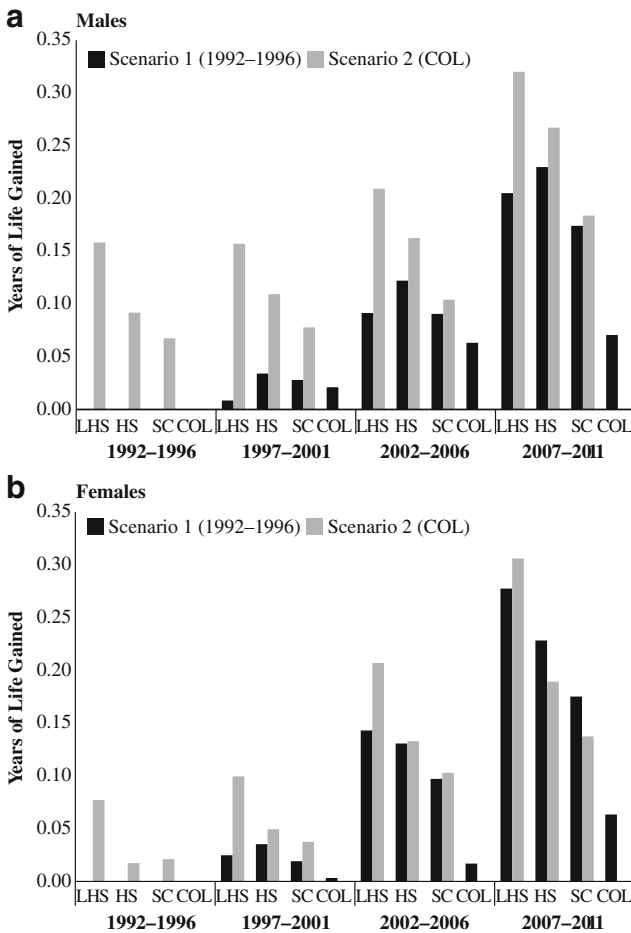 a Males
0.35
Scenario 1 (1992–1996) Scenario 2 (COL)
0.30
0.25
0.20
0.15
0.10
0.05
0.00
Years of Life Gained
LHS HS SC COL LHS HS SC COL LHS HS SC COL LHS HS SC COL
1992–1996 1997–2001 2002–2006 2007–2011
b Females
0.35
Scenario 1 (1992–1996) Scenario 2 (COL)
0.30
0.25
0.20
0.15
0.10
0.05
0.00
Years of Life Gained
LHS HS SC COL LHS HS SC COL LHS HS SC COL LHS HS SC COL
1992–1996 1997–2001 2002–2006 2007–2011